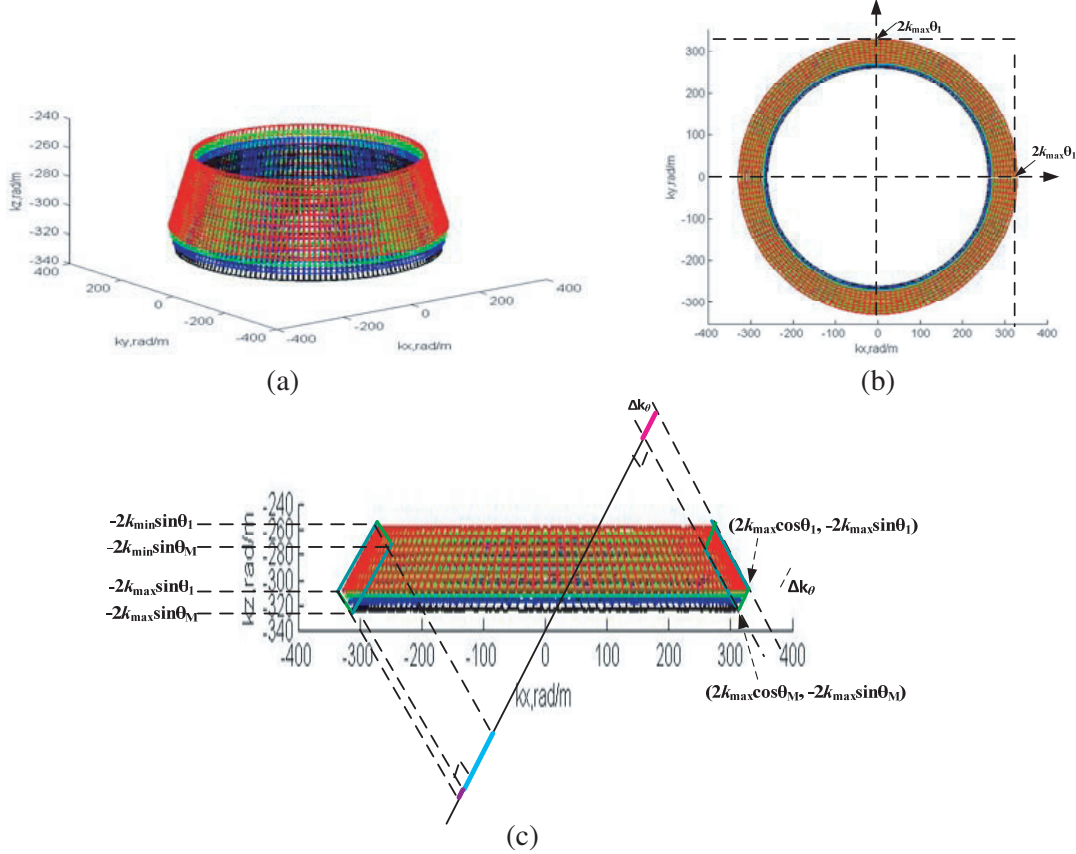 -240
-260
-280
-300
-320
-340
kz,rad/m
400
200
0
-200
-400
ky,rad/m
-400
-200
0
200
400
kx,rad/m
(a)
2kmaxθ1
300
200
100
0
-100
-200
-300
ky,rad/m
-400 -300 -200 -100 0 100 200 300 400
kx,rad/m
2kmaxθ1
(b)
Δkθ
-2kminsinθ1
-2kminsinθM
-2kmaxsinθ1
-2kmaxsinθM
-240
-260
-280
-300
-320
-340
kz,rad/m
(2kmaxcosθ1, -2kmaxsinθ1)
Δkθ
-400 -300 -200 -100 0 100 200 300 400
kx,rad/m
(2kmaxcosθM, -2kmaxsinθM)
(c)